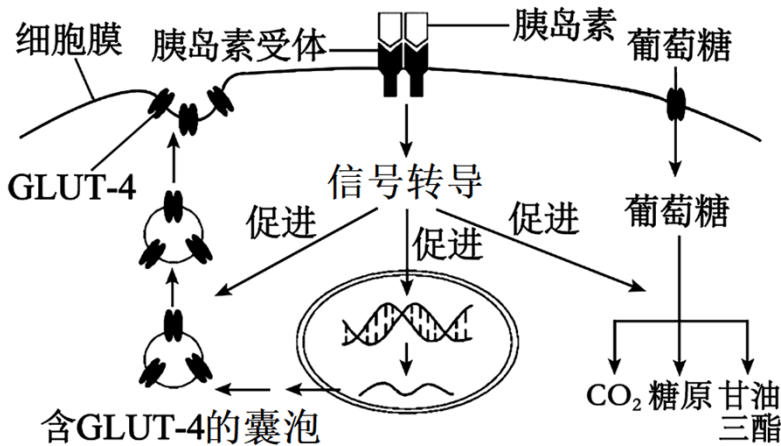 细胞膜
胰岛素受体
胰岛素
葡萄糖
GLUT-4
信号转导
葡萄糖
促进
促进
促进
CO₂
糖原
甘油
三酯
含GLUT-4的囊泡